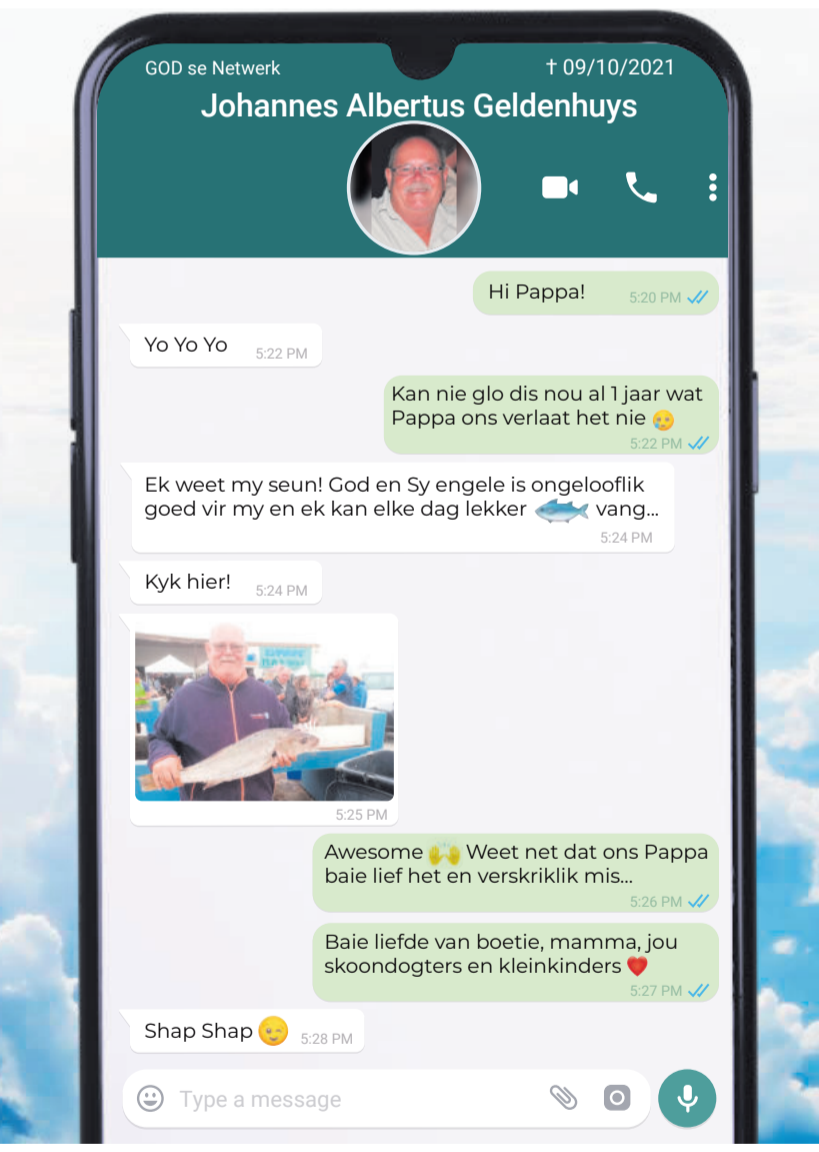 GOD se Netwerk
† 09/10/2021
Johannes Albertus Geldenhuys
Hi Pappa!
5:20 PM
Yo Yo Yo
5:22 PM
Kan nie glo dis nou al 1 jaar wat
Pappa ons verlaat het nie 🥲
5:22 PM
Ek weet my seun! God en Sy engele is ongelooflik
goed vir my en ek kan elke dag lekker 🐟 vang...
5:24 PM
Kyk hier!
5:24 PM
5:25 PM
Awesome 🙌 Weet net dat ons Pappa
baie lief het en verskriklik mis...
5:26 PM
Baie liefde van boetie, mamma, jou
skoondogters en kleinkinders ❤️
5:27 PM
Shap Shap 😉
5:28 PM
Type a message